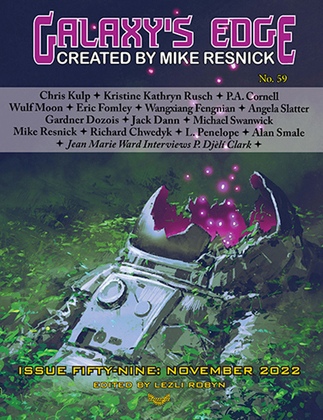 GALAXY'S EDGE
CREATED BY MIKE RESNICK
No. 59
Chris Kulp ✦ Kristine Kathryn Rusch ✦ P.A. Cornell
Wulf Moon ✦ Eric Fomley ✦ Wangxiang Fengnian ✦ Angela Slatter
Gardner Dozois ✦ Jack Dann ✦ Michael Swanwick
Mike Resnick ✦ Richard Chwedyk ✦ L. Penelope ✦ Alan Smale
✦ Jean Marie Ward Interviews P. Djèlí Clark ✦
ISSUE FIFTY-NINE: NOVEMBER 2022
EDITED BY LEZLI ROBYN